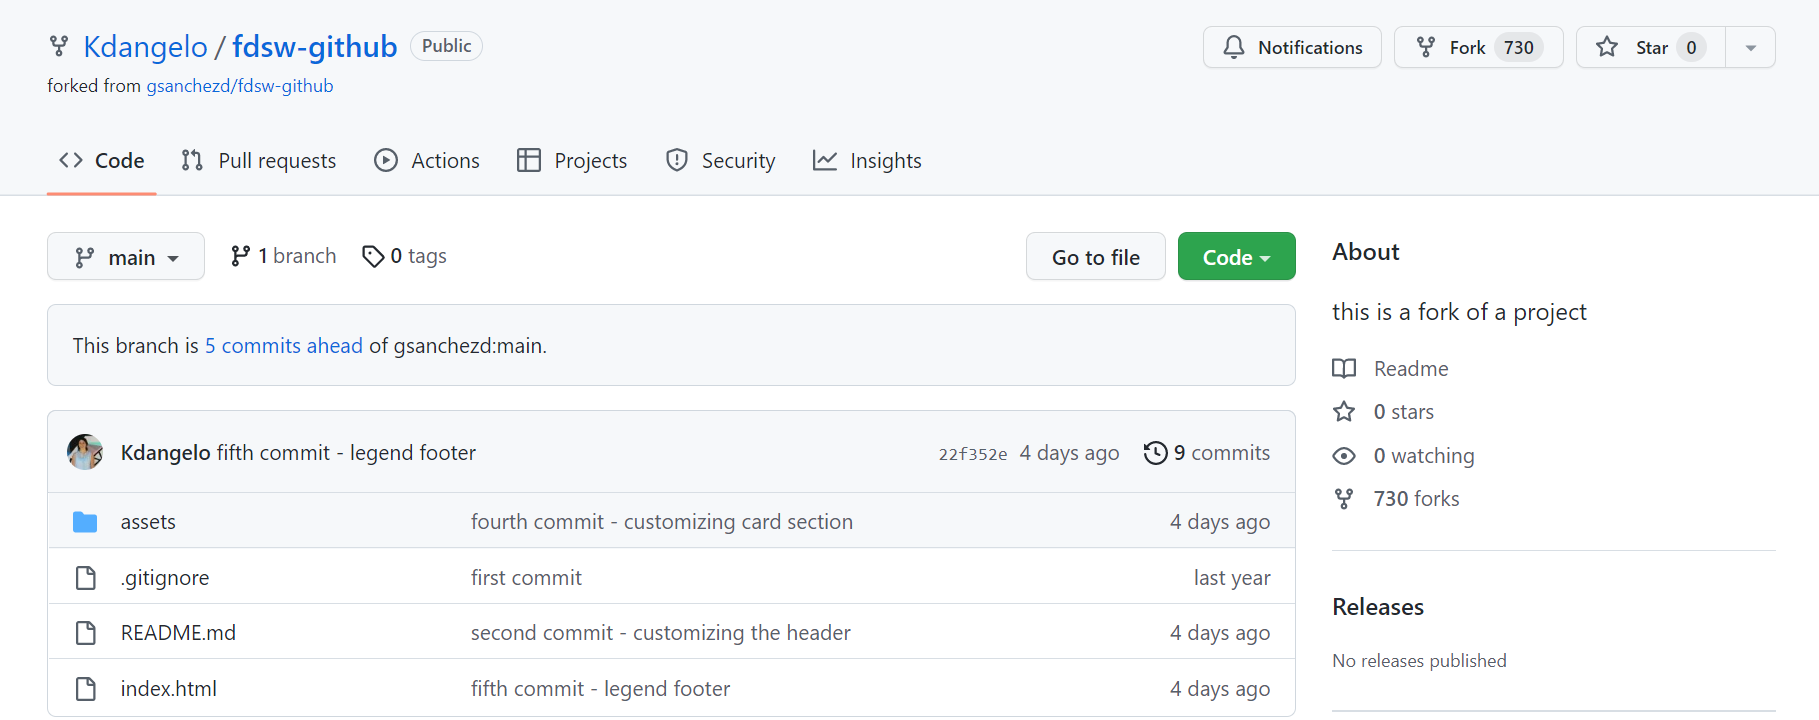 Kdangelo / fdsw-github Public
Notifications Fork 730 Star 0
forked from gsanchezd/fdsw-github
Code Pull requests Actions Projects Security Insights
main 1 branch 0 tags Go to file Code
This branch is 5 commits ahead of gsanchezd:main.
Kdangelo fifth commit - legend footer 22f352e 4 days ago 9 commits
assets fourth commit - customizing card section 4 days ago
.gitignore first commit last year
README.md second commit - customizing the header 4 days ago
index.html fifth commit - legend footer 4 days ago
About
this is a fork of a project
Readme
0 stars
0 watching
730 forks
Releases
No releases published